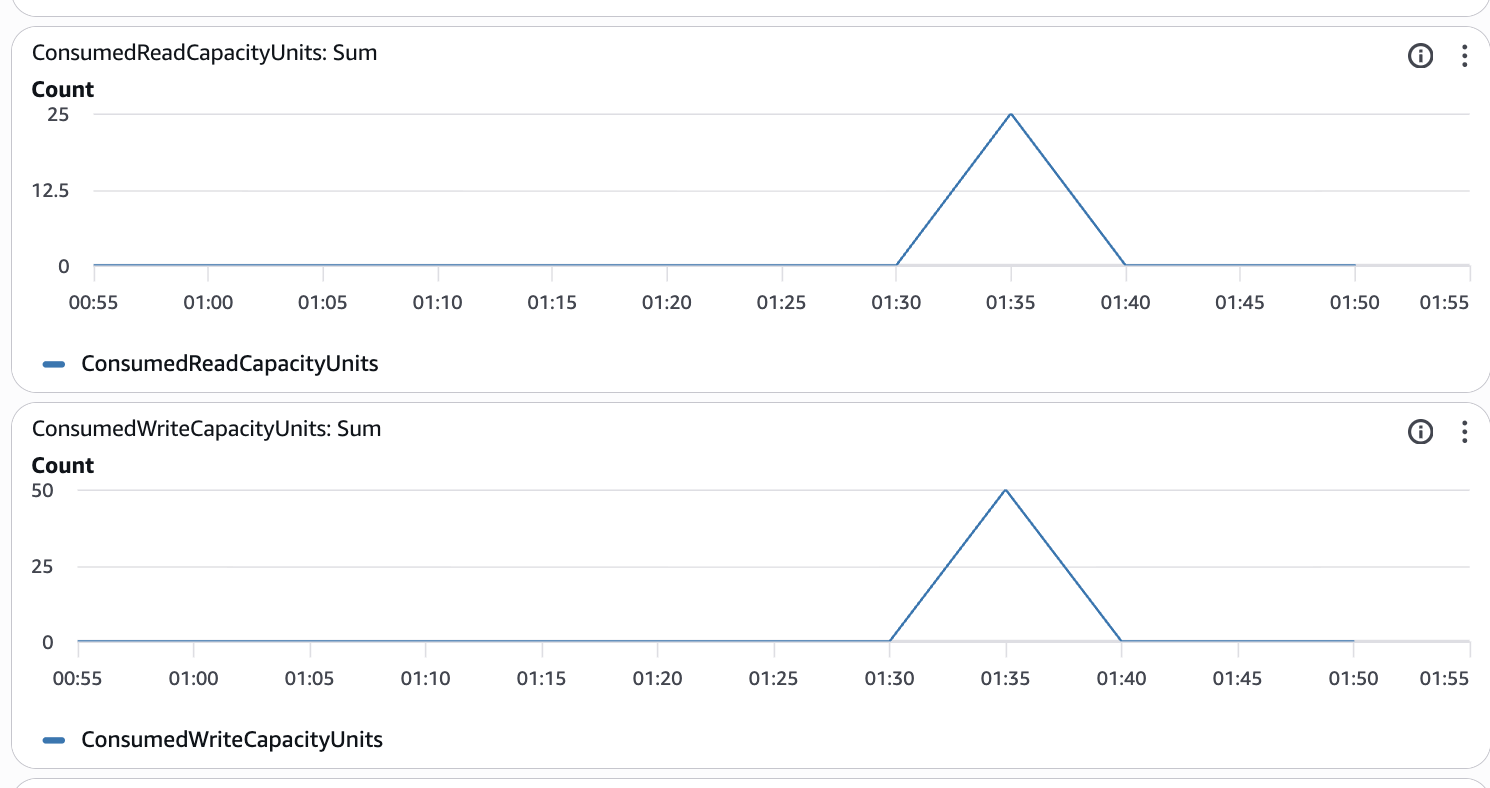 ConsumedReadCapacityUnits: Sum
Count
25
12.5
0
00:55 01:00 01:05 01:10 01:15 01:20 01:25 01:30 01:35 01:40 01:45 01:50 01:55
ConsumedReadCapacityUnits
ConsumedWriteCapacityUnits: Sum
Count
50
25
0
00:55 01:00 01:05 01:10 01:15 01:20 01:25 01:30 01:35 01:40 01:45 01:50 01:55
ConsumedWriteCapacityUnits